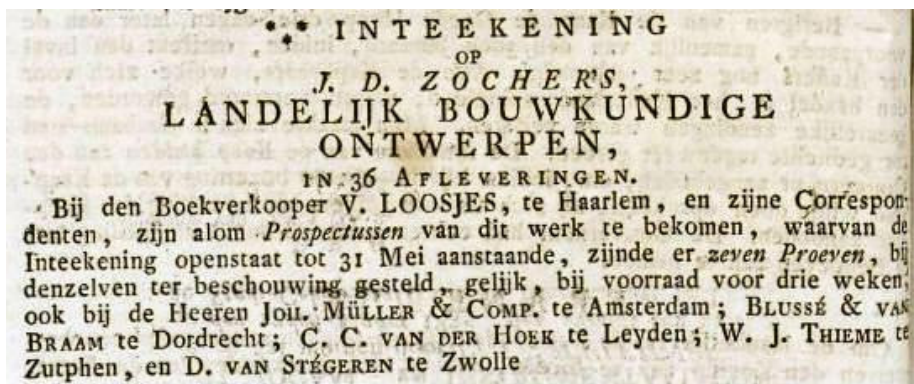 ⁂ INTEEKENING
OP
J. D. ZOCHER'S,
LANDELIJK BOUWKUNDIGE
ONTWERPEN,
IN 36 AFLEVERINGEN.
Bij den Boekverkooper V. LOOSJES, te Haarlem, en zijne Correspon-
denten, zijn alom Prospectussen van dit werk te bekomen, waarvan de
Inteekening openstaat tot 31 Mei aanstaande, zijnde er zeven Proeven, bij
denzelven ter beschouwing gesteld, gelijk, bij voorraad voor drie weken,
ook bij de Heeren JOH. MÜLLER & COMP. te Amsterdam; BLUSSÉ & VAN
BRAAM te Dordrecht; C. C. VAN DER HOEK te Leyden; W. J. THIEME te
Zutphen, en D. VAN STÉGEREN te Zwolle